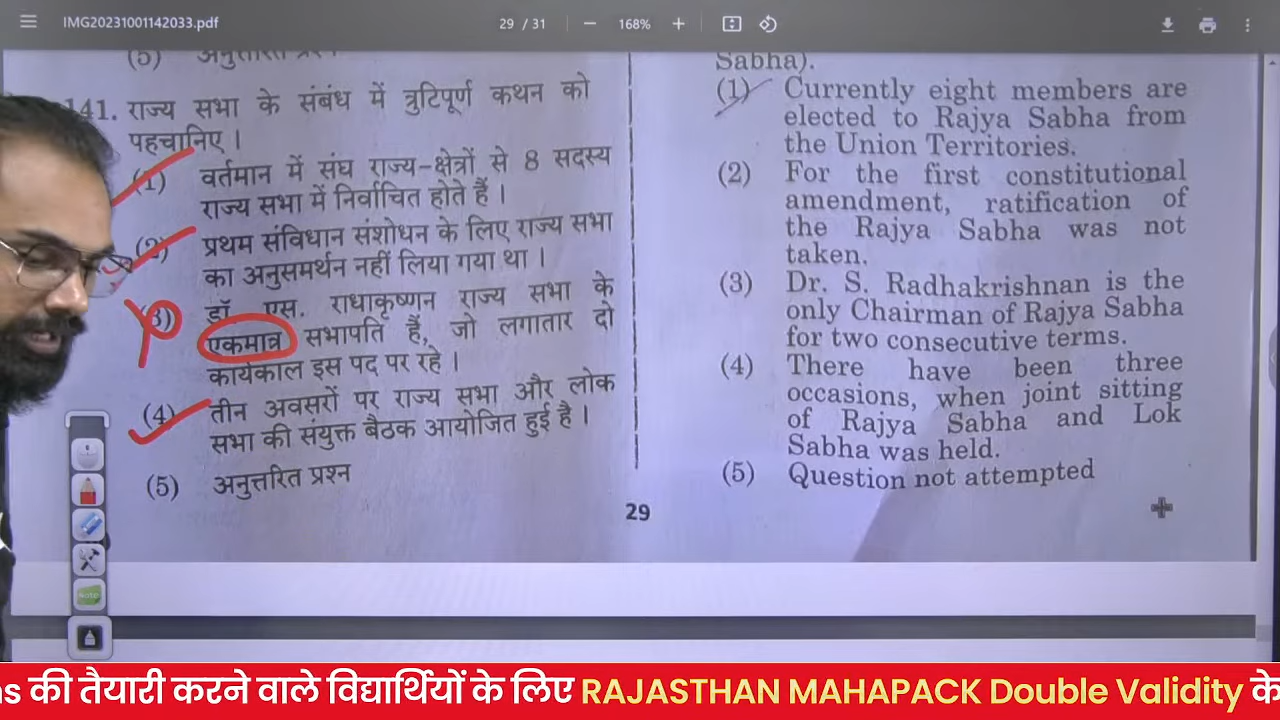 IMG20231001142033.pdf
29 / 31
168%
(5) अनुत्तरित प्रश्न
141. राज्य सभा के संबंध में त्रुटिपूर्ण कथन को
पहचानिए ।
(1) वर्तमान में संघ राज्य-क्षेत्रों से 8 सदस्य
राज्य सभा में निर्वाचित होते हैं ।
(2) प्रथम संविधान संशोधन के लिए राज्य सभा
का अनुसमर्थन नहीं लिया गया था ।
(3) डॉ. एस. राधाकृष्णन राज्य सभा के
एकमात्र सभापति हैं, जो लगातार दो
कार्यकाल इस पद पर रहे ।
(4) तीन अवसरों पर राज्य सभा और लोक
सभा की संयुक्त बैठक आयोजित हुई है ।
(5) अनुत्तरित प्रश्न
Sabha).
(1) Currently eight members are
elected to Rajya Sabha from
the Union Territories.
(2) For the first constitutional
amendment, ratification of
the Rajya Sabha was not
taken.
(3) Dr. S. Radhakrishnan is the
only Chairman of Rajya Sabha
for two consecutive terms.
(4) There have been three
occasions, when joint sitting
of Rajya Sabha and Lok
Sabha was held.
(5) Question not attempted
29
की तैयारी करने वाले विद्यार्थियों के लिए RAJASTHAN MAHAPACK Double Validity के